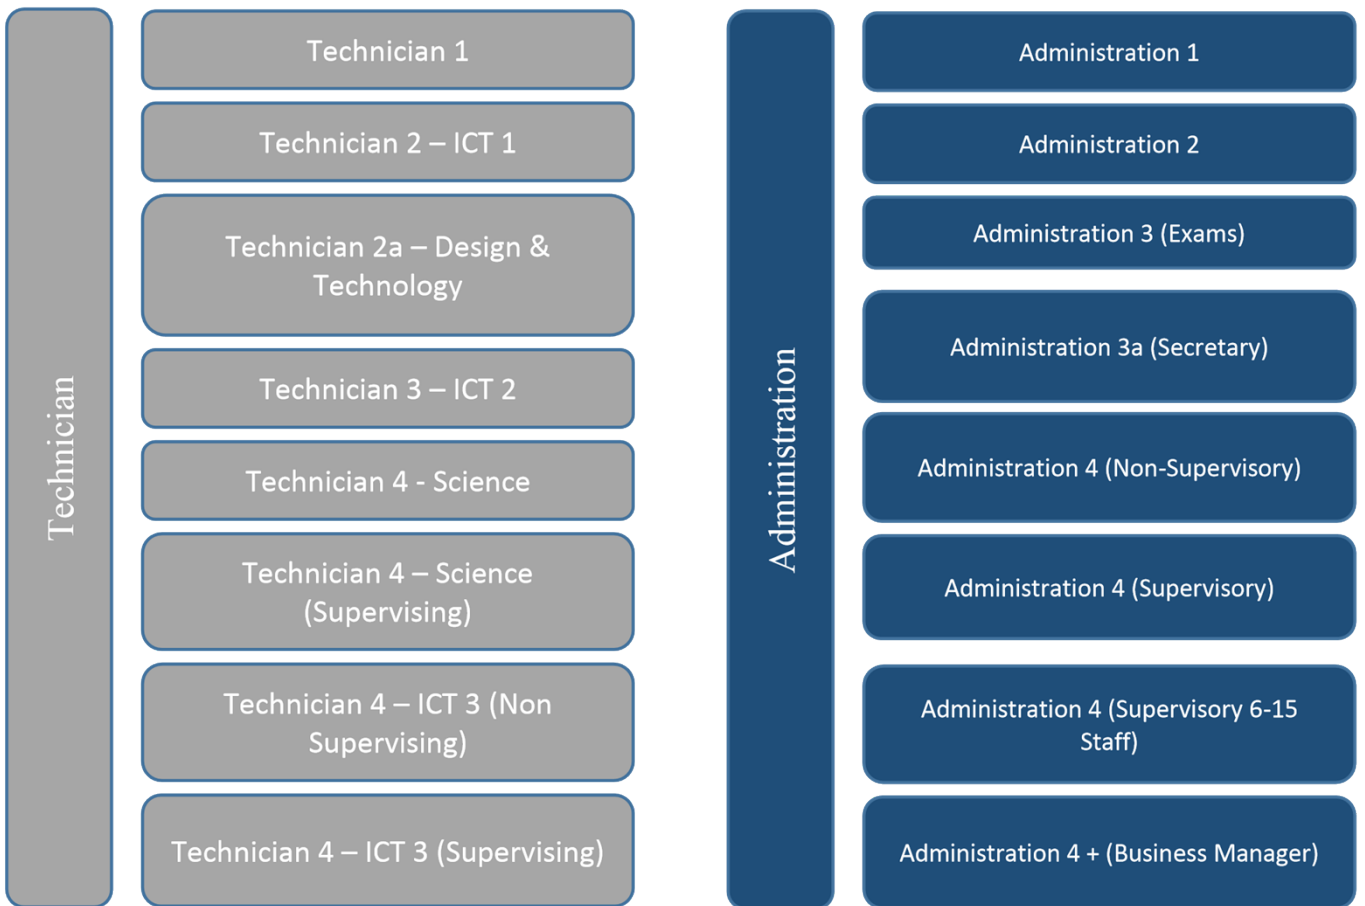 Technician
Technician 1
Technician 2 – ICT 1
Technician 2a – Design &
Technology
Technician 3 – ICT 2
Technician 4 - Science
Technician 4 – Science
(Supervising)
Technician 4 – ICT 3 (Non
Supervising)
Technician 4 – ICT 3 (Supervising)
Administration
Administration 1
Administration 2
Administration 3 (Exams)
Administration 3a (Secretary)
Administration 4 (Non-Supervisory)
Administration 4 (Supervisory)
Administration 4 (Supervisory 6-15
Staff)
Administration 4 + (Business Manager)